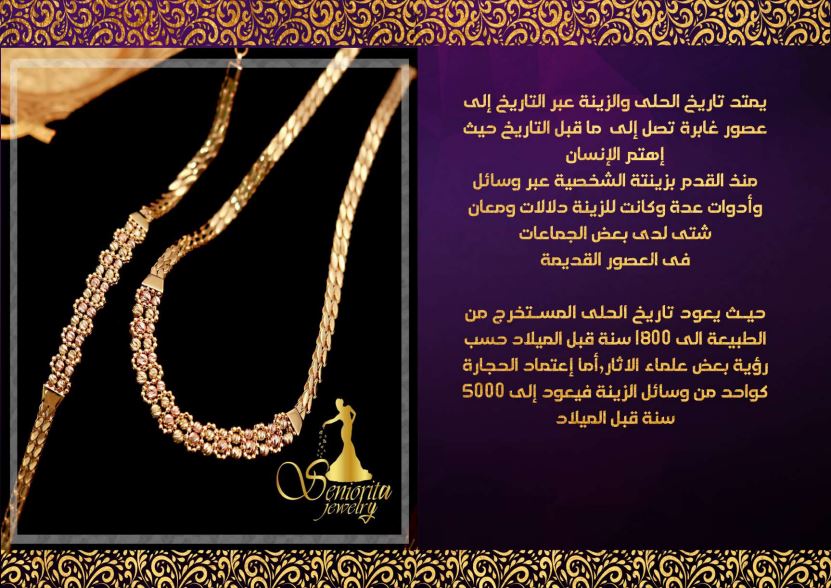 يمتد تاريخ الحلى والزينة عبر التاريخ إلى
عصور غابرة تصل إلى ما قبل التاريخ حيث
إهتم الإنسان
منذ القدم بزينتة الشخصية عبر وسائل
وأدوات عدة وكانت للزينة دلالات ومعان
شتى لدى بعض الجماعات
فى العصور القديمة
حيث يعود تاريخ الحلى المستخرج من
الطبيعة الى 1800 سنة قبل الميلاد حسب
رؤية بعض علماء الاثار,أما إعتماد الحجارة
كواحد من وسائل الزينة فيعود إلى 5000
سنة قبل الميلاد
Seniorita
jewelry